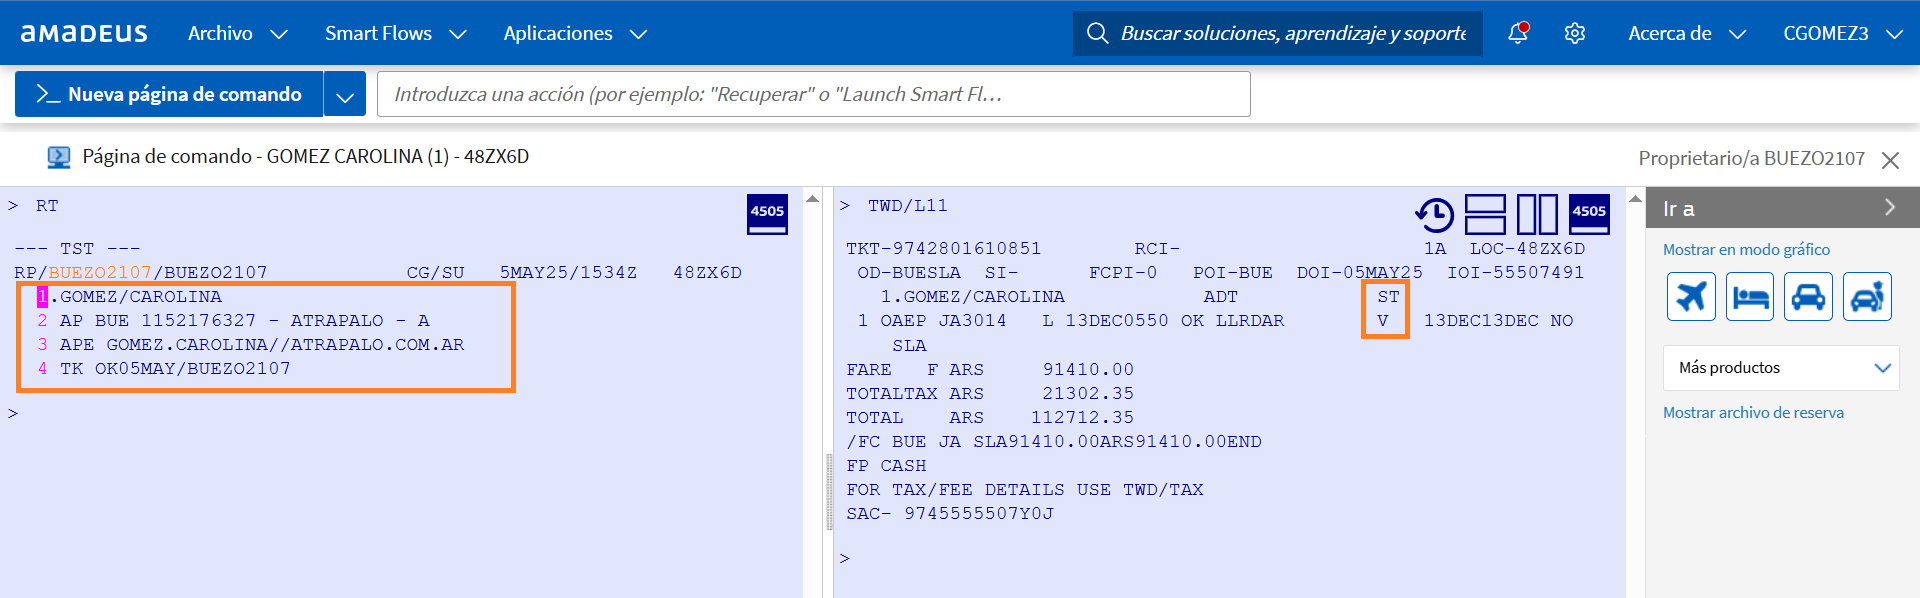 aMaDEUS Archivo Smart Flows Aplicaciones Buscar soluciones, aprendizaje y soporte Acerca de CGOMEZ3
Nueva página de comando Introduzca una acción (por ejemplo: "Recuperar" o "Launch Smart Fl...
Página de comando - GOMEZ CAROLINA (1) - 48ZX6D Proprietario/a BUEZO2107
> RT
4505
--- TST ---
RP/BUEZO2107/BUEZO2107 CG/SU 5MAY25/1534Z 48ZX6D
1.GOMEZ/CAROLINA
2 AP BUE 1152176327 - ATRAPALO - A
3 APE GOMEZ.CAROLINA//ATRAPALO.COM.AR
4 TK OK05MAY/BUEZO2107
>
> TWD/L11
4505
TKT-9742801610851 RCI- 1A LOC-48ZX6D
OD-BUESLA SI- FCPI-0 POI-BUE DOI-05MAY25 IOI-55507491
1.GOMEZ/CAROLINA ADT ST
1 OAEP JA3014 L 13DEC0550 OK LLRDAR V 13DEC13DEC NO
SLA
FARE F ARS 91410.00
TOTALTAX ARS 21302.35
TOTAL ARS 112712.35
/FC BUE JA SLA91410.00ARS91410.00END
FP CASH
FOR TAX/FEE DETAILS USE TWD/TAX
SAC- 9745555507Y0J
>
Ir a
Mostrar en modo gráfico
Más productos
Mostrar archivo de reserva